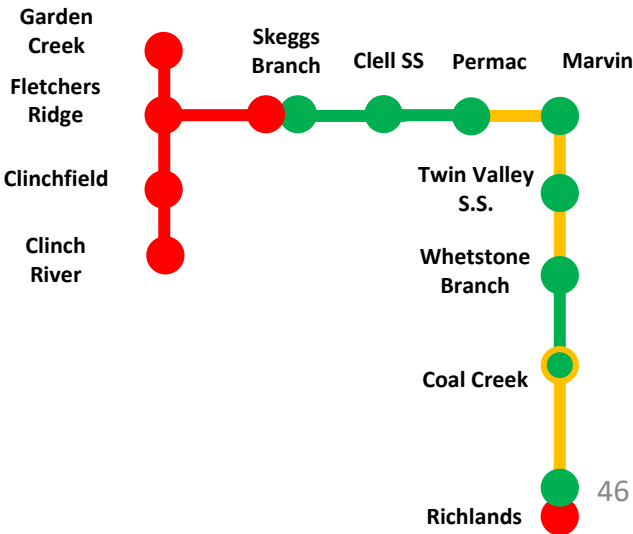 Garden
Creek
Skeggs
Branch
Clell SS
Permac
Marvin
Fletchers
Ridge
Clinchfield
Twin Valley
S.S.
Clinch
River
Whetstone
Branch
Coal Creek
46
Richlands